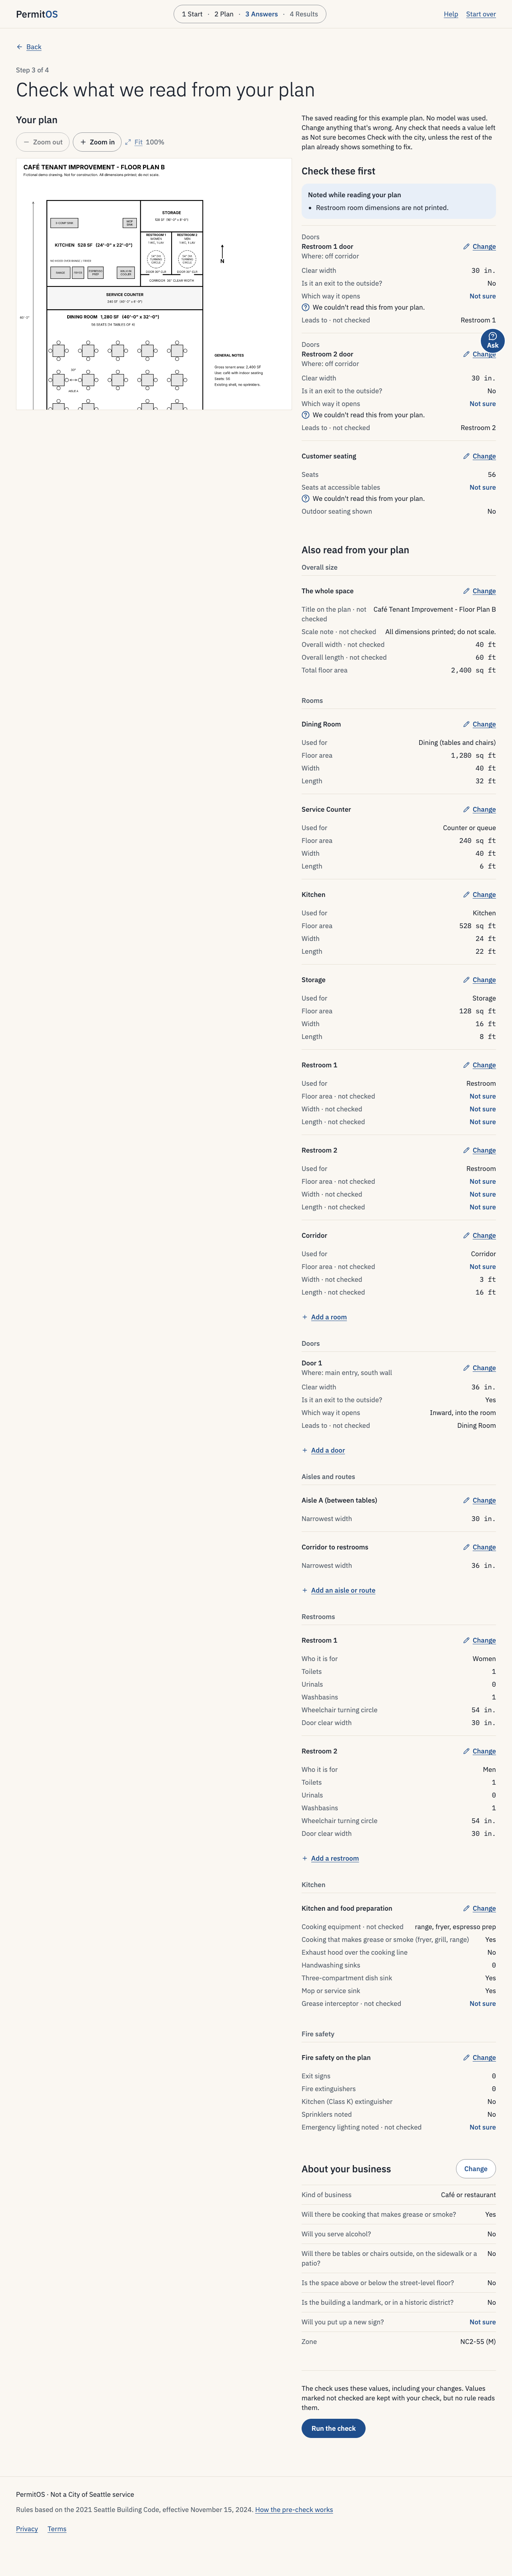 PermitOS
1 Start · 2 Plan · 3 Answers · 4 Results
Help Start over
Back
Step 3 of 4
Check what we read from your plan
Your plan
Zoom out Zoom in Fit 100%
CAFÉ TENANT IMPROVEMENT - FLOOR PLAN B
Fictional demo drawing. Not for construction. All dimensions printed; do not scale.
STORAGE
KITCHEN 528 SF (24'-0" x 22'-0")
RESTROOM 1
RESTROOM 2
N
SERVICE COUNTER
DINING ROOM 1,280 SF (40'-0" x 32'-0")
GENERAL NOTES
Area: 2,400 SF
Use: café with indoor seating
Seats: 56
Existing shell; no sprinklers.
The saved reading for this example plan. No model was used. Change anything that's wrong. Any check that needs a value left as Not sure becomes Check with the city, unless the rest of the plan already shows something to fix.
Check these first
Noted while reading your plan
• Restroom room dimensions are not printed.
Doors
Restroom 1 door Change
Where: off corridor
Clear width 30 in.
Is it an exit to the outside? No
Which way it opens Not sure
We couldn't read this from your plan.
Leads to · not checked Restroom 1
Ask
Doors
Restroom 2 door Change
Where: off corridor
Clear width 30 in.
Is it an exit to the outside? No
Which way it opens Not sure
We couldn't read this from your plan.
Leads to · not checked Restroom 2
Customer seating Change
Seats 56
Seats at accessible tables Not sure
We couldn't read this from your plan.
Outdoor seating shown No
Also read from your plan
Overall size
The whole space Change
Title on the plan · not checked Café Tenant Improvement - Floor Plan B
Scale note · not checked All dimensions printed; do not scale.
Overall width · not checked 40 ft
Overall length · not checked 60 ft
Total floor area 2,400 sq ft
Rooms
Dining Room Change
Used for Dining (tables and chairs)
Floor area 1,280 sq ft
Width 40 ft
Length 32 ft
Service Counter Change
Used for Counter or queue
Floor area 240 sq ft
Width 40 ft
Length 6 ft
Kitchen Change
Used for Kitchen
Floor area 528 sq ft
Width 24 ft
Length 22 ft
Storage Change
Used for Storage
Floor area 128 sq ft
Width 16 ft
Length 8 ft
Restroom 1 Change
Used for Restroom
Floor area · not checked Not sure
Width · not checked Not sure
Length · not checked Not sure
Restroom 2 Change
Used for Restroom
Floor area · not checked Not sure
Width · not checked Not sure
Length · not checked Not sure
Corridor Change
Used for Corridor
Floor area · not checked Not sure
Width · not checked 3 ft
Length · not checked 16 ft
Add a room
Doors
Door 1 Change
Where: main entry, south wall
Clear width 36 in.
Is it an exit to the outside? Yes
Which way it opens Inward, into the room
Leads to · not checked Dining Room
Add a door
Aisles and routes
Aisle A (between tables) Change
Narrowest width 30 in.
Corridor to restrooms Change
Narrowest width 36 in.
Add an aisle or route
Restrooms
Restroom 1 Change
Who it is for Women
Toilets 1
Urinals 0
Washbasins 1
Wheelchair turning circle 54 in.
Door clear width 30 in.
Restroom 2 Change
Who it is for Men
Toilets 1
Urinals 0
Washbasins 1
Wheelchair turning circle 54 in.
Door clear width 30 in.
Add a restroom
Kitchen
Kitchen and food preparation Change
Cooking equipment · not checked range, fryer, espresso prep
Cooking that makes grease or smoke (fryer, grill, range) Yes
Exhaust hood over the cooking line No
Handwashing sinks 0
Three-compartment dish sink Yes
Mop or service sink Yes
Grease interceptor · not checked Not sure
Fire safety
Fire safety on the plan Change
Exit signs 0
Fire extinguishers 0
Kitchen (Class K) extinguisher No
Sprinklers noted No
Emergency lighting noted · not checked Not sure
About your business Change
Kind of business Café or restaurant
Will there be cooking that makes grease or smoke? Yes
Will you serve alcohol? No
Will there be tables or chairs outside, on the sidewalk or a patio? No
Is the space above or below the street-level floor? No
Is the building a landmark, or in a historic district? No
Will you put up a new sign? Not sure
Zone NC2-55 (M)
The check uses these values, including your changes. Values marked not checked are kept with your check, but no rule reads them.
Run the check
PermitOS · Not a City of Seattle service
Rules based on the 2021 Seattle Building Code, effective November 15, 2024. How the pre-check works
Privacy Terms